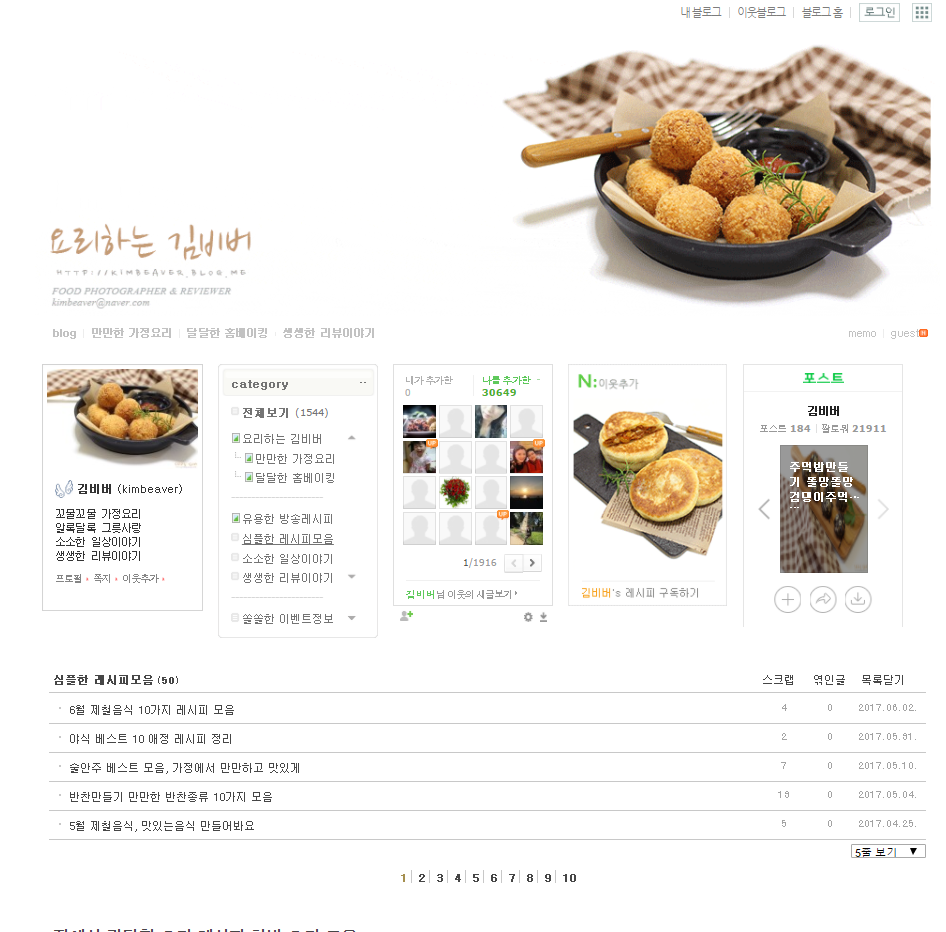 내 블로그 이웃블로그 블로그 홈 로그인
요리하는 김비버
HTTP://KIMBEAVER.BLOG.ME
FOOD PHOTOGRAPHER & REVIEWER
kimbeaver@naver.com
blog 만만한 가정요리 달달한 홈베이킹 생생한 리뷰이야기 memo guest
김비버 (kimbeaver)
꼬물꼬물 가정요리
알록달록 그릇사랑
소소한 일상이야기
생생한 리뷰이야기
프로필 쪽지 이웃추가
category
전체보기 (1544)
요리하는 김비버
만만한 가정요리
달달한 홈베이킹
유용한 방송레시피
심플한 레시피모음
소소한 일상이야기
생생한 리뷰이야기
쏠쏠한 이벤트정보
내가 추가한 나를 추가한
0 30649
UP UP
UP
1/1916
김비버님 이웃의 새글보기
N:이웃추가
김비버's 레시피 구독하기
포스트
김비버
포스트 184 팔로워 21911
주먹밥만들
기 똘망똘망
검댕이주먹…
심플한 레시피모음 (50) 스크랩 엮인글 목록닫기
6월 제철음식 10가지 레시피 모음 4 0 2017.06.02.
야식 베스트 10 애정 레시피 정리 2 0 2017.05.31.
술안주 베스트 모음, 가정에서 만만하고 맛있게 7 0 2017.05.10.
반찬만들기 만만한 반찬종류 10가지 모음 19 0 2017.05.04.
5월 제철음식, 맛있는음식 만들어봐요 5 0 2017.04.25.
5줄 보기
1 2 3 4 5 6 7 8 9 10